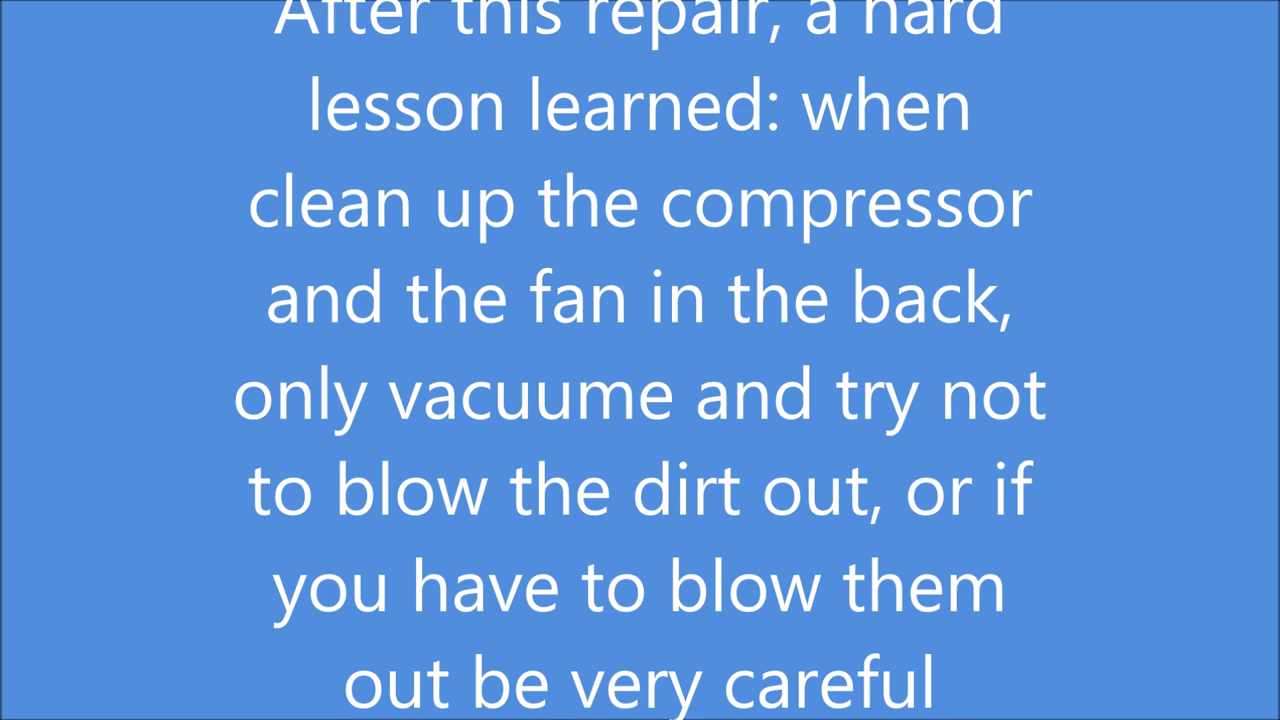 After this repair, a hard
lesson learned: when
clean up the compressor
and the fan in the back,
only vacuume and try not
to blow the dirt out, or if
you have to blow them
out be very careful